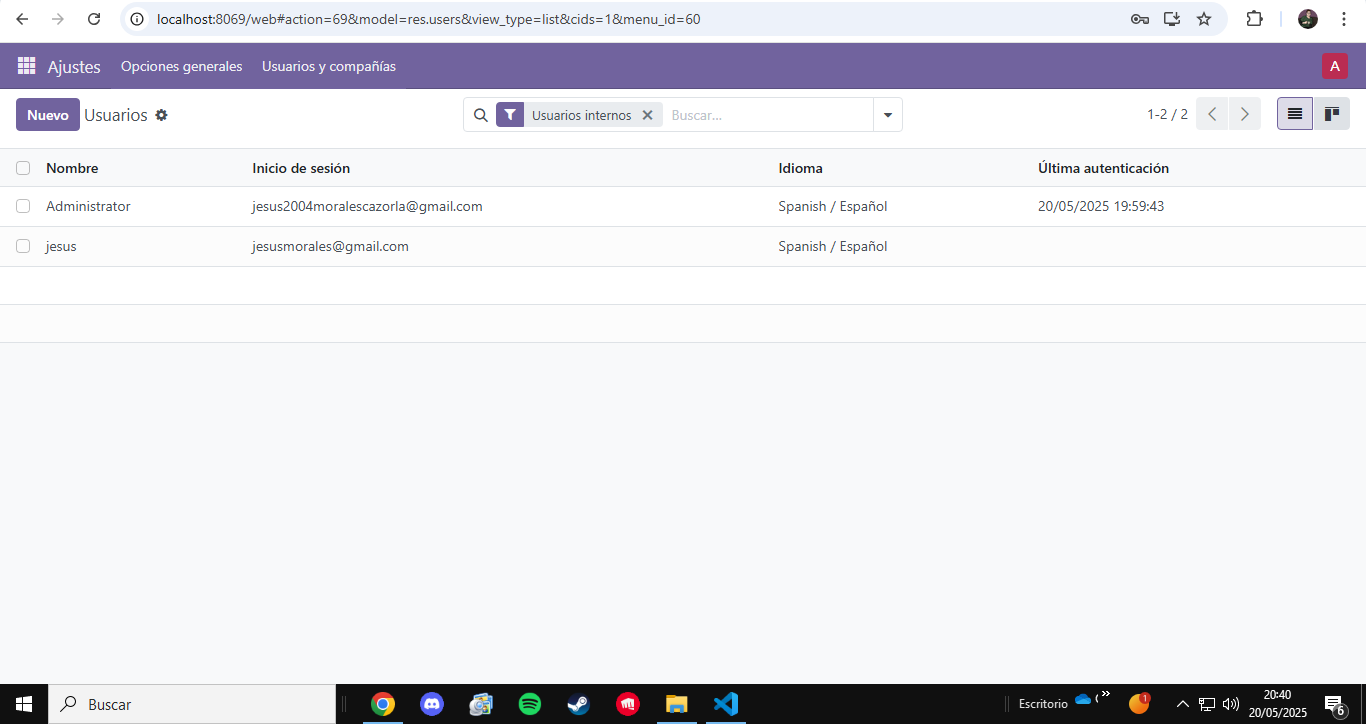 localhost:8069/web#action=69&model=res.users&view_type=list&cids=1&menu_id=60
Ajustes Opciones generales Usuarios y compañías A
Nuevo Usuarios Usuarios internos Buscar... 1-2 / 2
Nombre Inicio de sesión Idioma Última autenticación
Administrator jesus2004moralescazorla@gmail.com Spanish / Español 20/05/2025 19:59:43
jesus jesusmorales@gmail.com Spanish / Español
Buscar Escritorio 1 20:40
20/05/2025 6